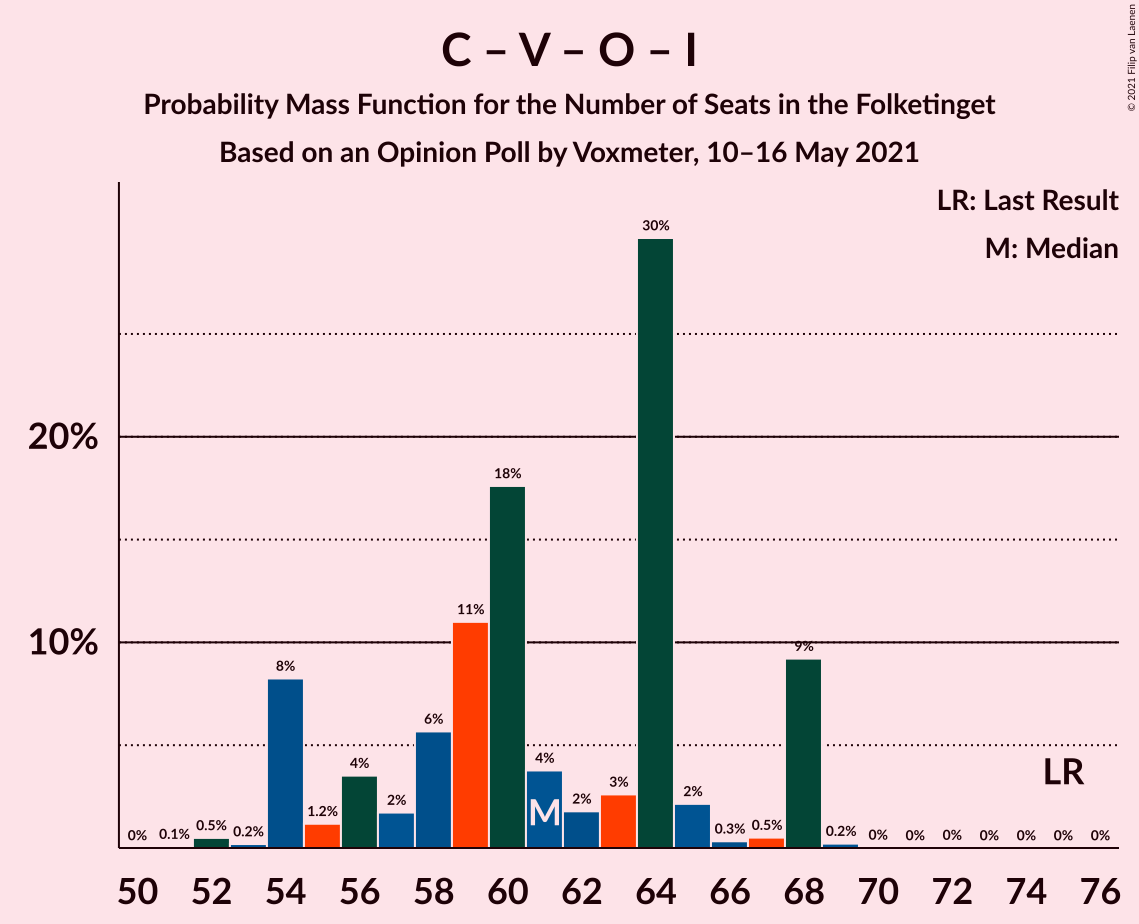 C – V – O – I
Probability Mass Function for the Number of Seats in the Folketinget
Based on an Opinion Poll by Voxmeter, 10–16 May 2021
© 2021 Filip van Laenen
LR: Last Result
M: Median
20%
10%
0% 0.1% 0.5% 0.2% 8% 1.2% 4% 2% 6% 11% 18% 4% 2% 3% 30% 2% 0.3% 0.5% 9% 0.2% 0% 0% 0% 0% 0% 0% 0%
M
LR
50 52 54 56 58 60 62 64 66 68 70 72 74 76